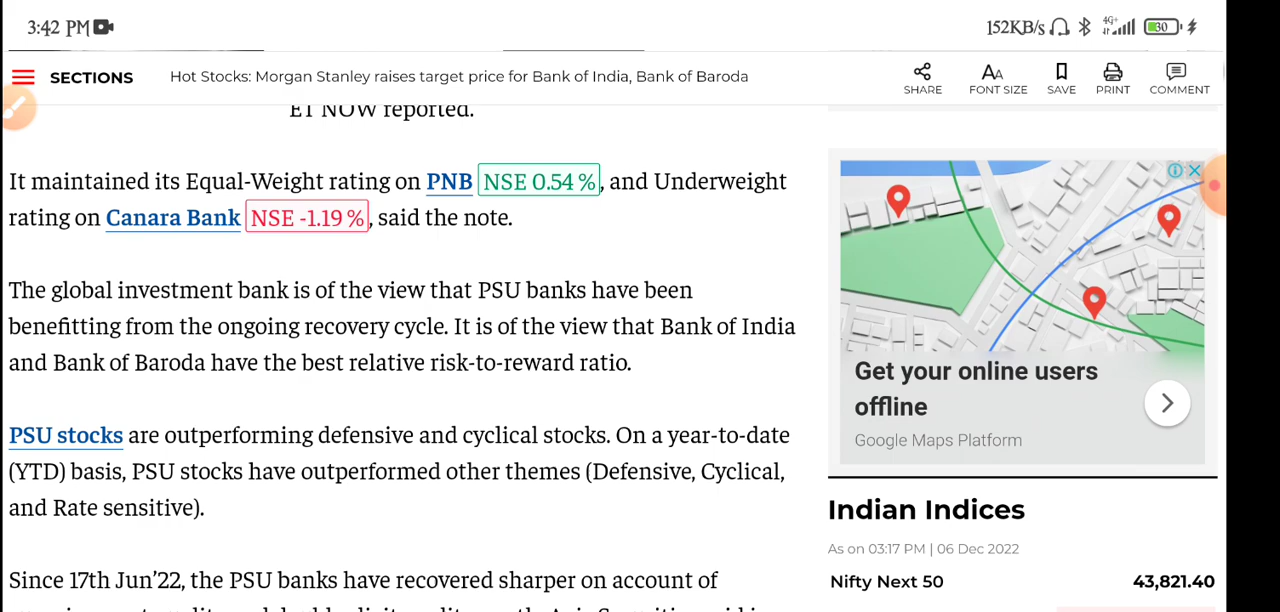 3:42 PM
152KB/s 4G+ 30
SECTIONS
Hot Stocks: Morgan Stanley raises target price for Bank of India, Bank of Baroda
SHARE
FONT SIZE
SAVE
PRINT
COMMENT
ET NOW reported.
It maintained its Equal-Weight rating on PNB NSE 0.54 %, and Underweight
rating on Canara Bank NSE -1.19 %, said the note.
The global investment bank is of the view that PSU banks have been
benefitting from the ongoing recovery cycle. It is of the view that Bank of India
and Bank of Baroda have the best relative risk-to-reward ratio.
PSU stocks are outperforming defensive and cyclical stocks. On a year-to-date
(YTD) basis, PSU stocks have outperformed other themes (Defensive, Cyclical,
and Rate sensitive).
Since 17th Jun'22, the PSU banks have recovered sharper on account of
Get your online users
offline
Google Maps Platform
Indian Indices
As on 03:17 PM | 06 Dec 2022
Nifty Next 50 43,821.40